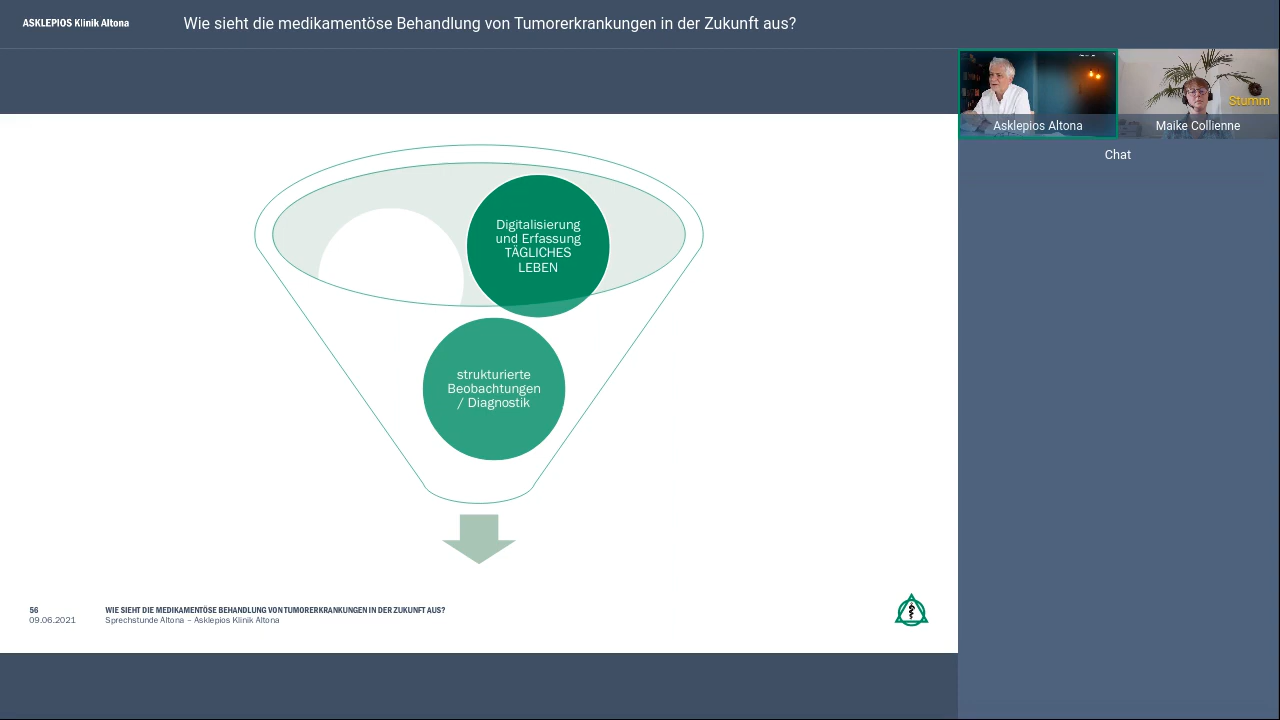 ASKLEPIOS Klinik Altona
Wie sieht die medikamentöse Behandlung von Tumorerkrankungen in der Zukunft aus?
Stumm
Asklepios Altona
Maike Collienne
Chat
Digitalisierung
und Erfassung
TÄGLICHES
LEBEN
strukturierte
Beobachtungen
/ Diagnostik
56
WIE SIEHT DIE MEDIKAMENTÖSE BEHANDLUNG VON TUMORERKRANKUNGEN IN DER ZUKUNFT AUS?
09.06.2021
Sprechstunde Altona – Asklepios Klinik Altona